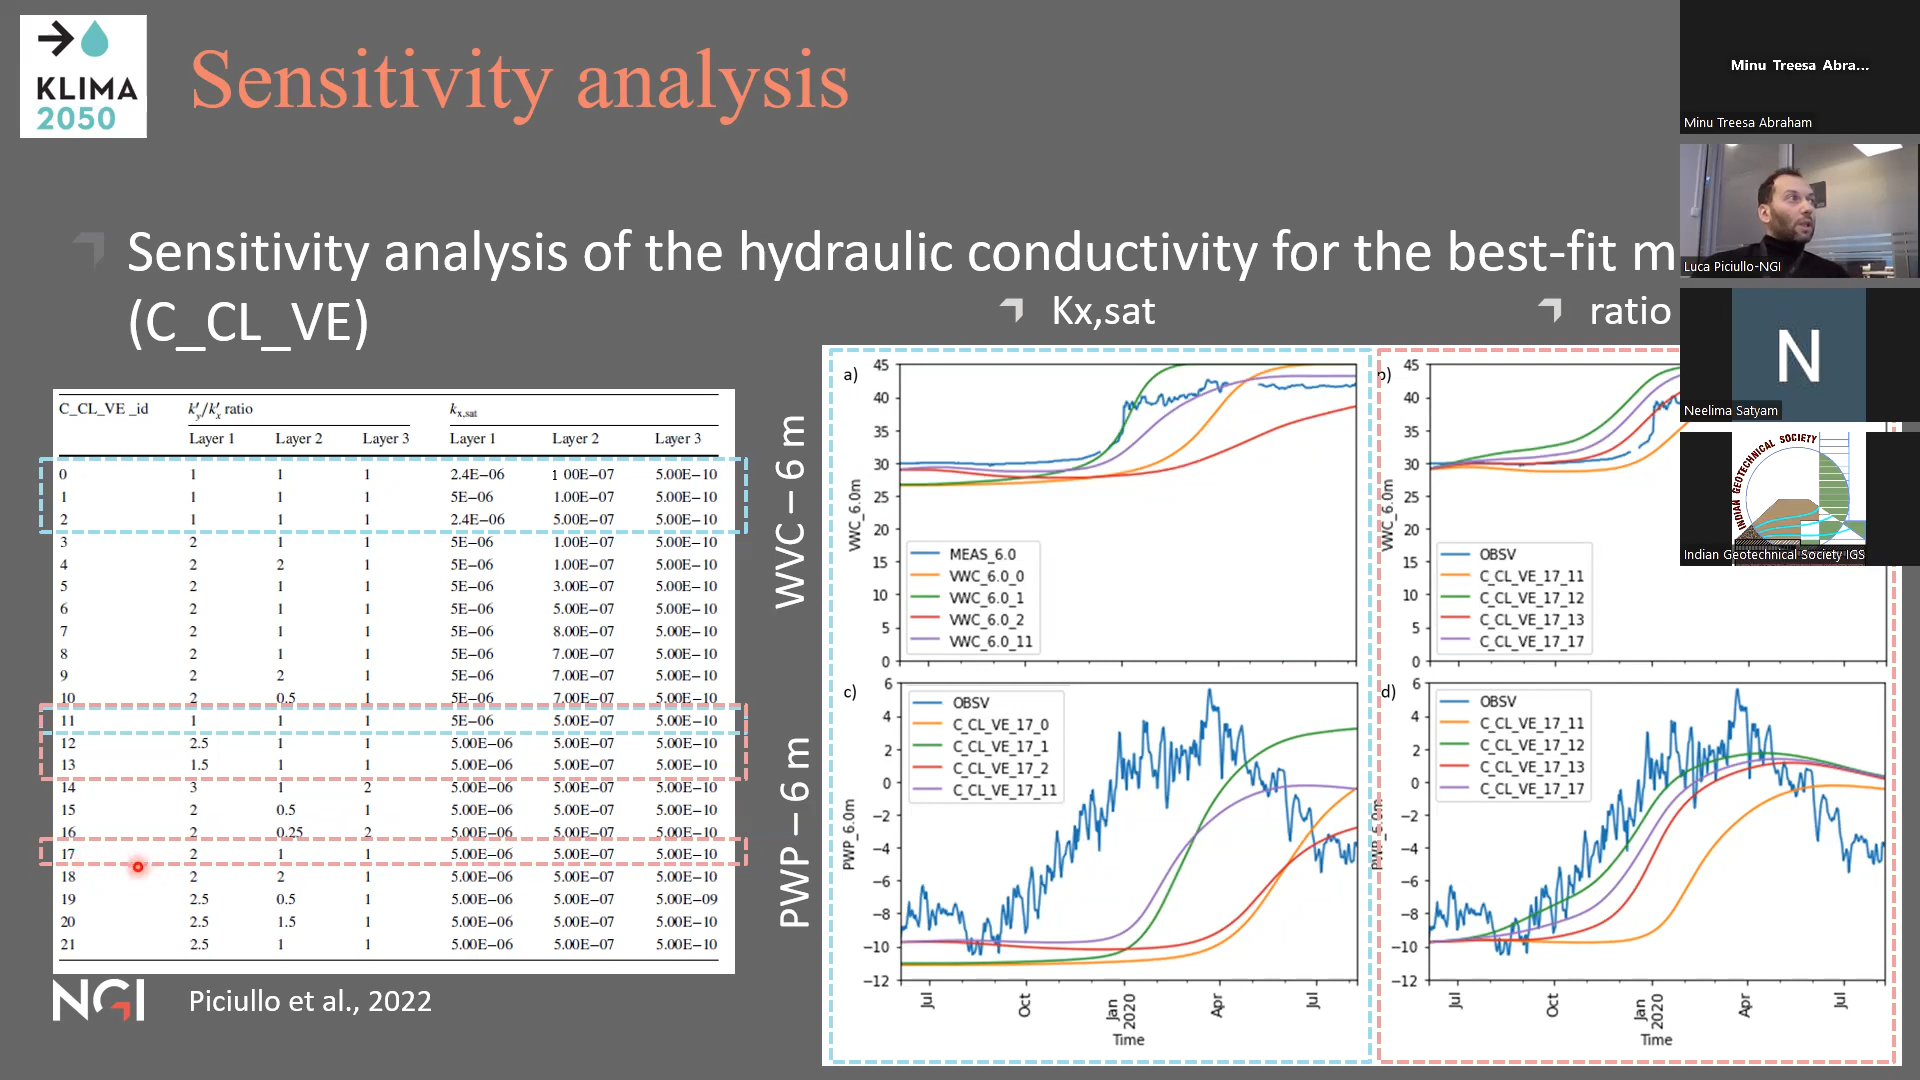 KLIMA
2050
Sensitivity analysis
Sensitivity analysis of the hydraulic conductivity for the best-fit m
(C_CL_VE)
Kx,sat
ratio
C_CL_VE _id k′y/k′x ratio kx,sat
Layer 1 Layer 2 Layer 3 Layer 1 Layer 2 Layer 3
0 1 1 1 2.4E−06 1 00E−07 5.00E−10
1 1 1 1 5E−06 1.00E−07 5.00E−10
2 1 1 1 2.4E−06 5.00E−07 5.00E−10
3 2 1 1 5E−06 1.00E−07 5.00E−10
4 2 2 1 5E−06 1.00E−07 5.00E−10
5 2 1 1 5E−06 3.00E−07 5.00E−10
6 2 1 1 5E−06 5.00E−07 5.00E−10
7 2 1 1 5E−06 8.00E−07 5.00E−10
8 2 1 1 5E−06 7.00E−07 5.00E−10
9 2 2 1 5E−06 7.00E−07 5.00E−10
10 2 0.5 1 5E−06 7.00E−07 5.00E−10
11 1 1 1 5E−06 5.00E−07 5.00E−10
12 2.5 1 1 5.00E−06 5.00E−07 5.00E−10
13 1.5 1 1 5.00E−06 5.00E−07 5.00E−10
14 3 1 2 5.00E−06 5.00E−07 5.00E−10
15 2 0.5 1 5.00E−06 5.00E−07 5.00E−10
16 2 0.25 2 5.00E−06 5.00E−07 5.00E−10
17 2 1 1 5.00E−06 5.00E−07 5.00E−10
18 2 2 1 5.00E−06 5.00E−07 5.00E−10
19 2.5 0.5 1 5.00E−06 5.00E−07 5.00E−09
20 2.5 1.5 1 5.00E−06 5.00E−07 5.00E−10
21 2.5 1 1 5.00E−06 5.00E−07 5.00E−10
NGI
Piciullo et al., 2022
WVC – 6 m
PWP – 6 m
a)
45
40
35
30
25
20
15
10
5
0
VWC_6.0m
MEAS_6.0
VWC_6.0_0
VWC_6.0_1
VWC_6.0_2
VWC_6.0_11
b)
45
40
35
30
25
20
15
10
5
0
VWC_6.0m
OBSV
C_CL_VE_17_11
C_CL_VE_17_12
C_CL_VE_17_13
C_CL_VE_17_17
c)
6
4
2
0
−2
−4
−6
−8
−10
−12
PWP_6.0m
OBSV
C_CL_VE_17_0
C_CL_VE_17_1
C_CL_VE_17_2
C_CL_VE_17_11
Jul Oct Jan 2020 Apr Jul
Time
d)
6
4
2
0
−2
−4
−6
−8
−10
−12
PWP_6.0m
OBSV
C_CL_VE_17_11
C_CL_VE_17_12
C_CL_VE_17_13
C_CL_VE_17_17
Jul Oct Jan 2020 Apr Jul
Time
Minu Treesa Abra...
Minu Treesa Abraham
Luca Piciullo-NGI
N
Neelima Satyam
INDIAN GEOTECHNICAL SOCIETY
Indian Geotechnical Society IGS